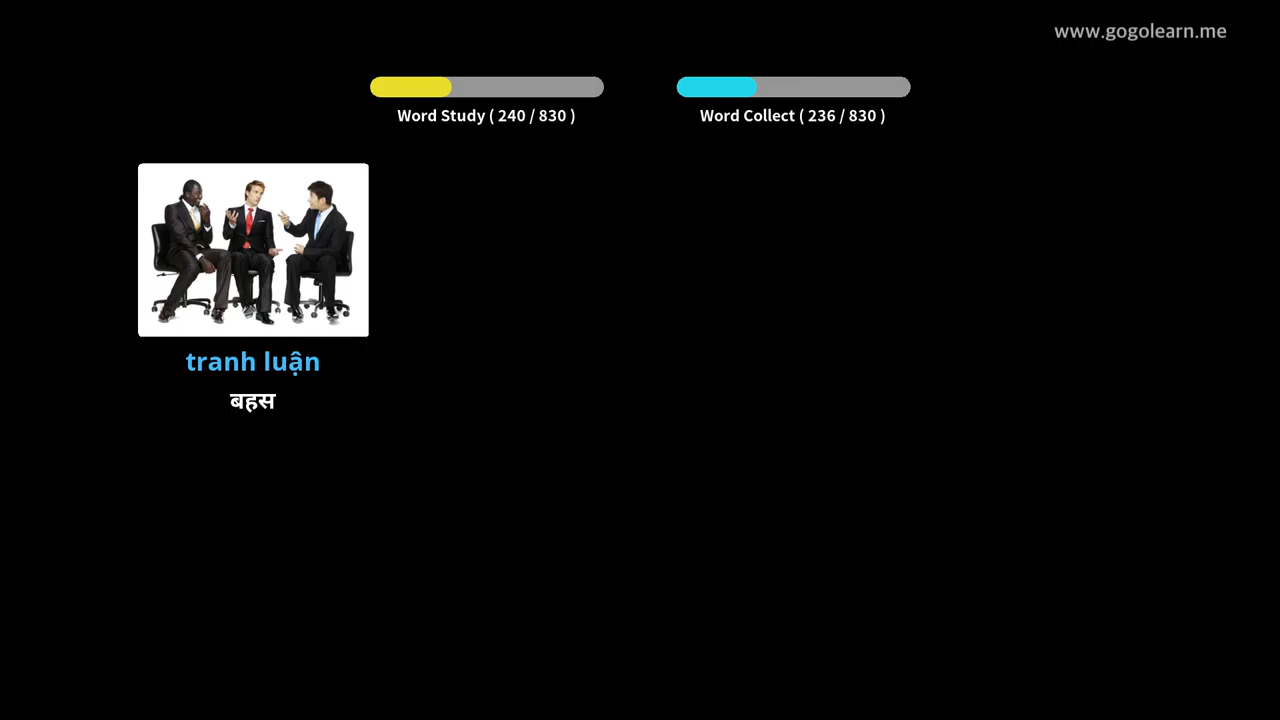 www.gogolearn.me
Word Study ( 240 / 830 )
Word Collect ( 236 / 830 )
tranh luận
बहस